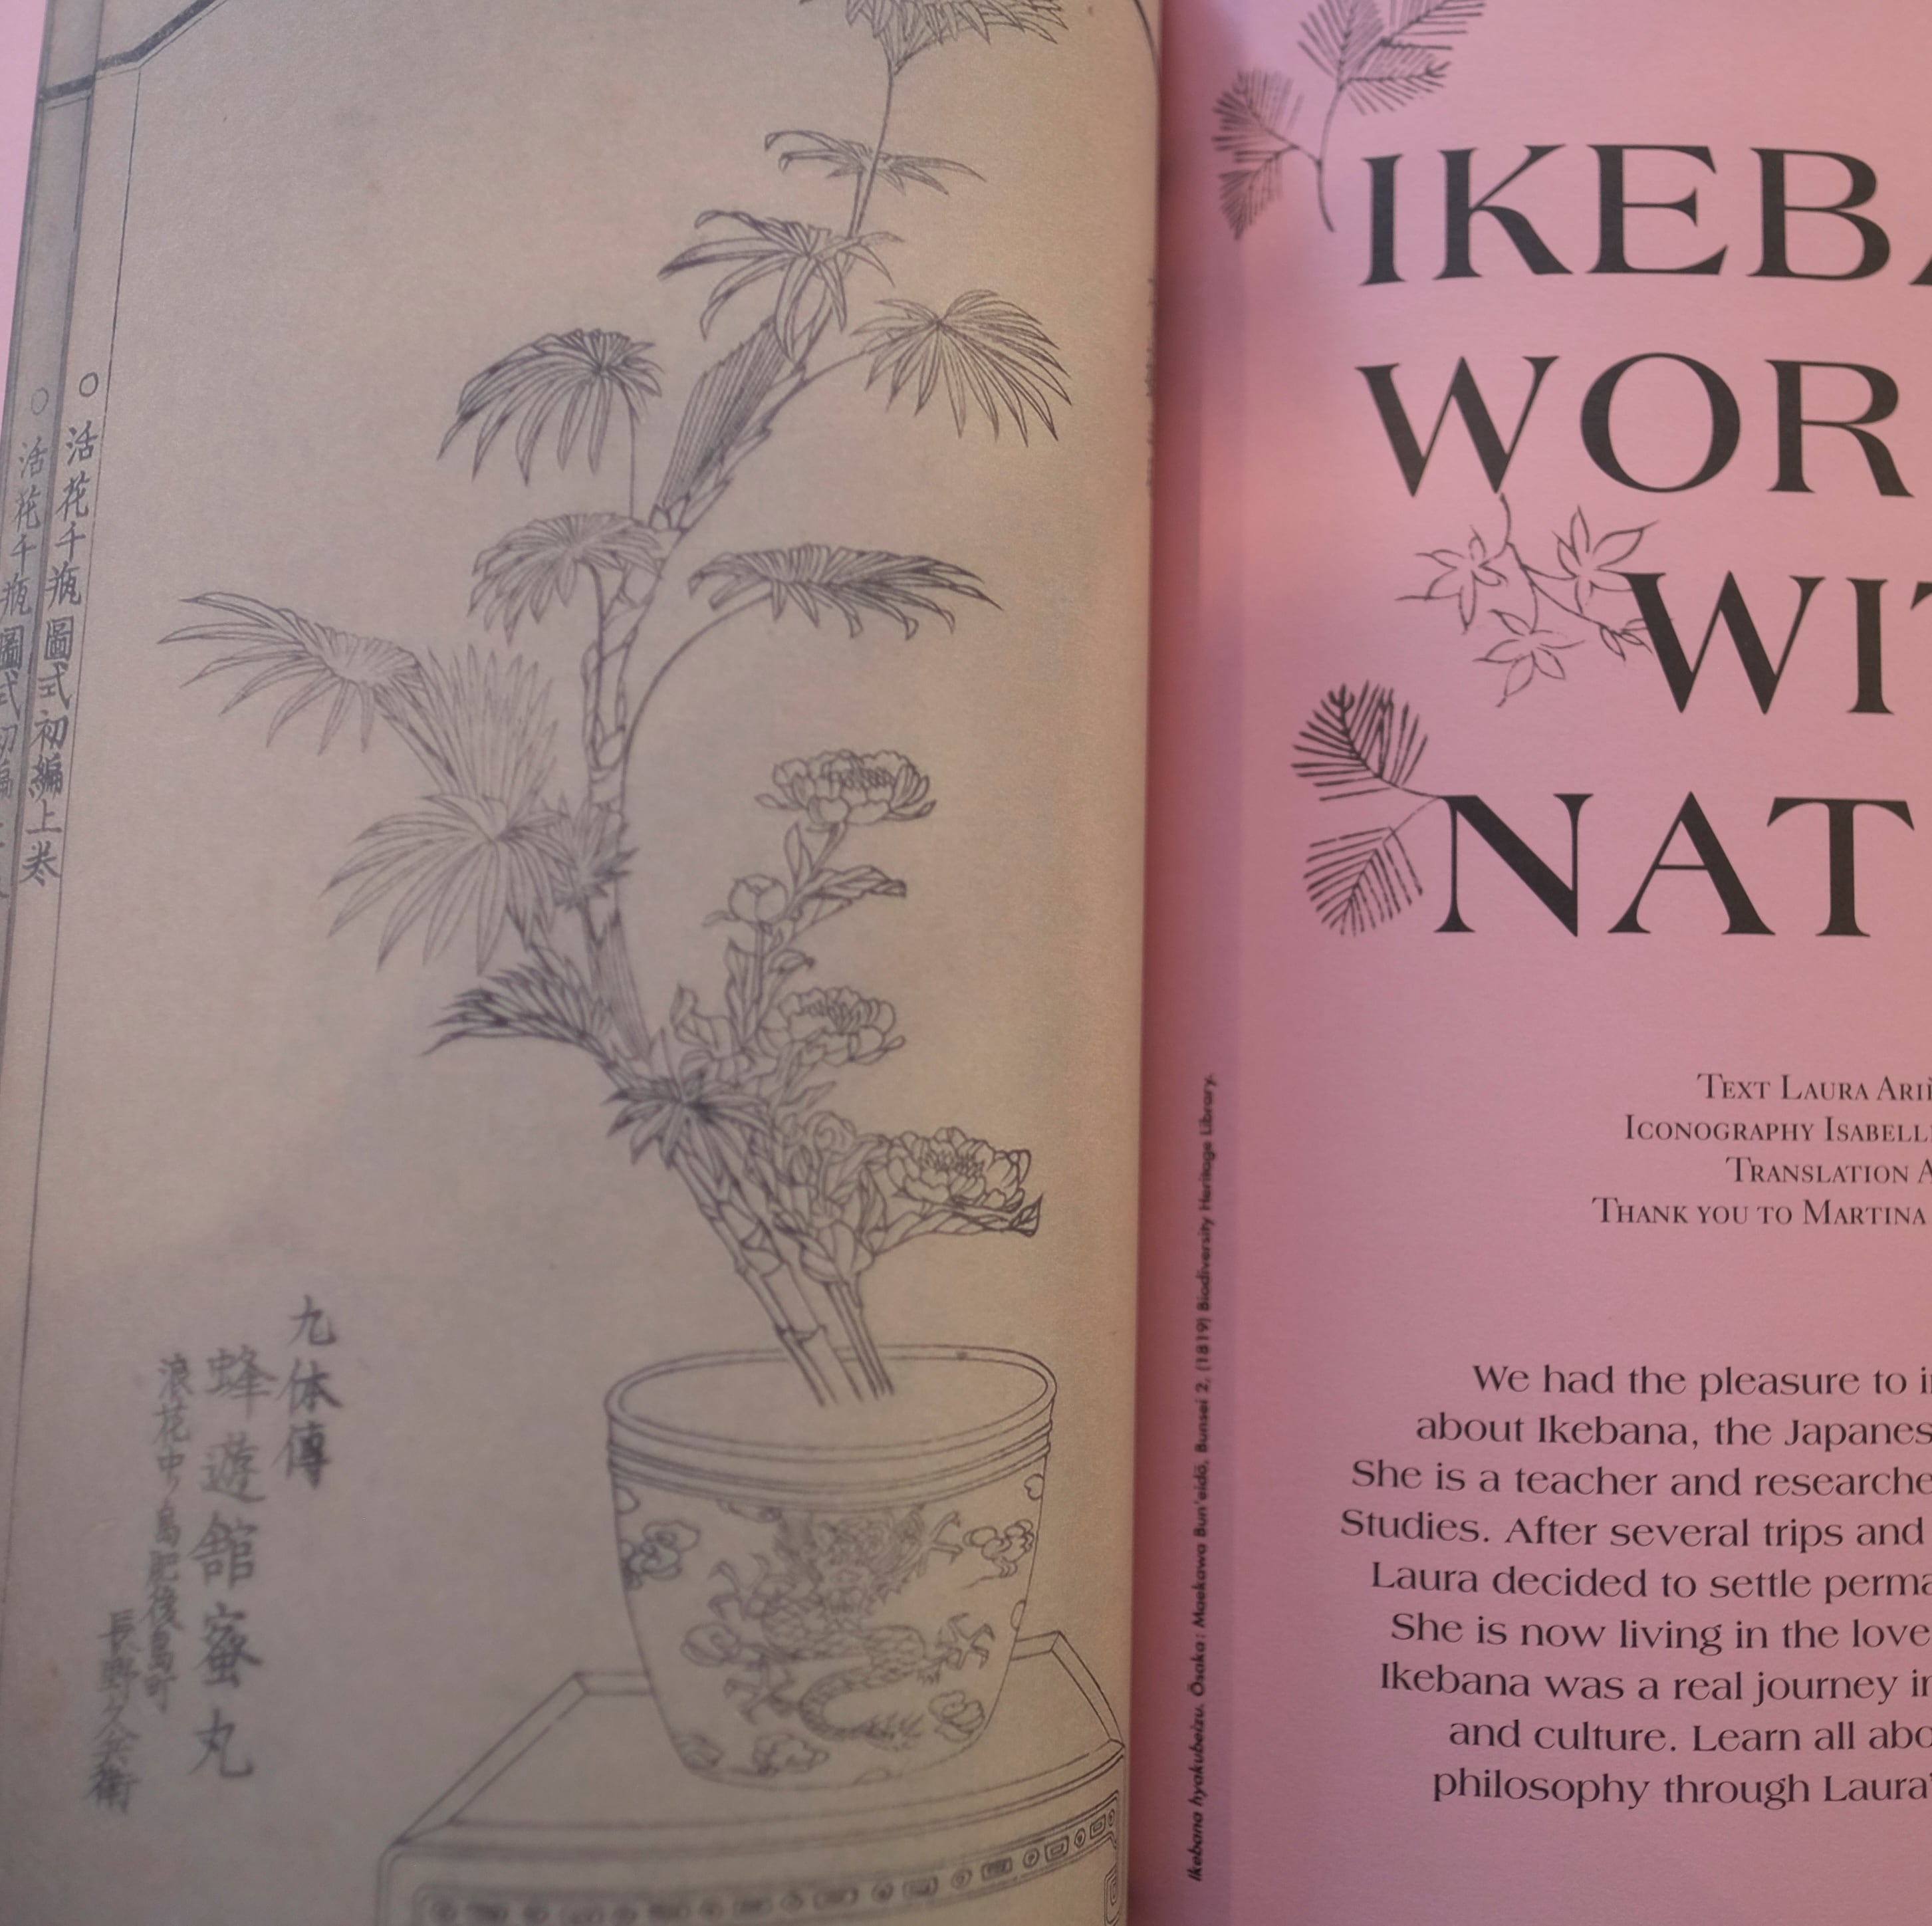 ○活花千瓶圖式初編上巻
○活花千瓶圖式初編
九体傳
蜂遊舘蜜丸
浪花中ノ島肥後島町
長野久兵衛
IKEBA
WOR
WIT
NAT
TEXT LAURA ARI
ICONOGRAPHY ISABELL
TRANSLATION A
THANK YOU TO MARTINA
We had the pleasure to i
about Ikebana, the Japanes
She is a teacher and researche
Studies. After several trips and
Laura decided to settle perma
She is now living in the love
Ikebana was a real journey in
and culture. Learn all abo
philosophy through Laura'
Ikebana hyakubeizu. Ōsaka: Maekawa Bun'eidō, Bunsei 2, (1819) Biodiversity Heritage Library.